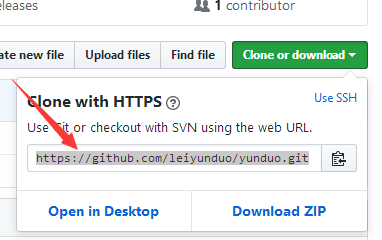 eleases
1 contributor
ate new file
Upload files
Find file
Clone or download
Clone with HTTPS ?
Use SSH
Use Git or checkout with SVN using the web URL.
https://github.com/leiyunduo/yunduo.git
Open in Desktop
Download ZIP